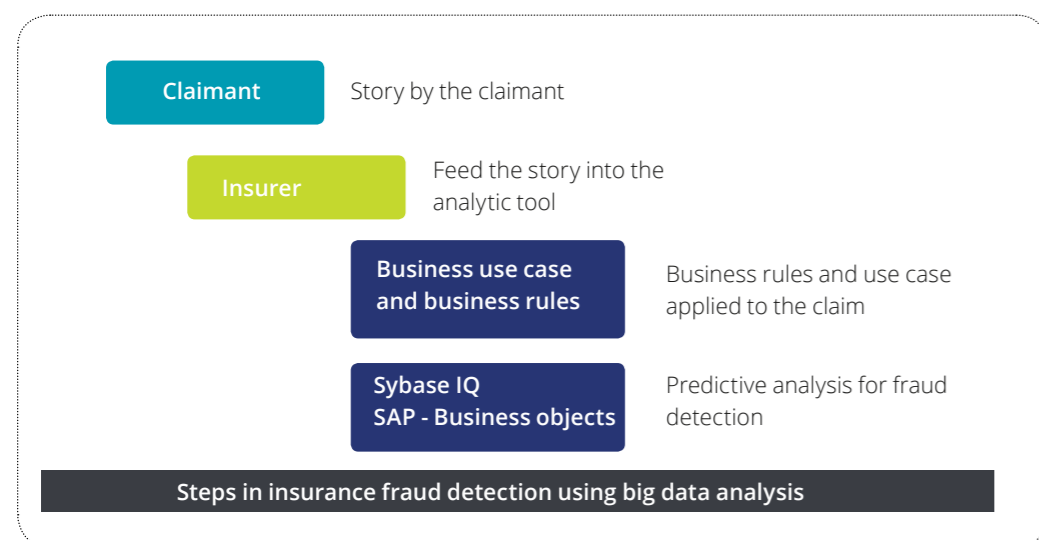 Claimant
Story by the claimant
Insurer
Feed the story into the
analytic tool
Business use case
and business rules
Business rules and use case
applied to the claim
Sybase IQ
SAP - Business objects
Predictive analysis for fraud
detection
Steps in insurance fraud detection using big data analysis